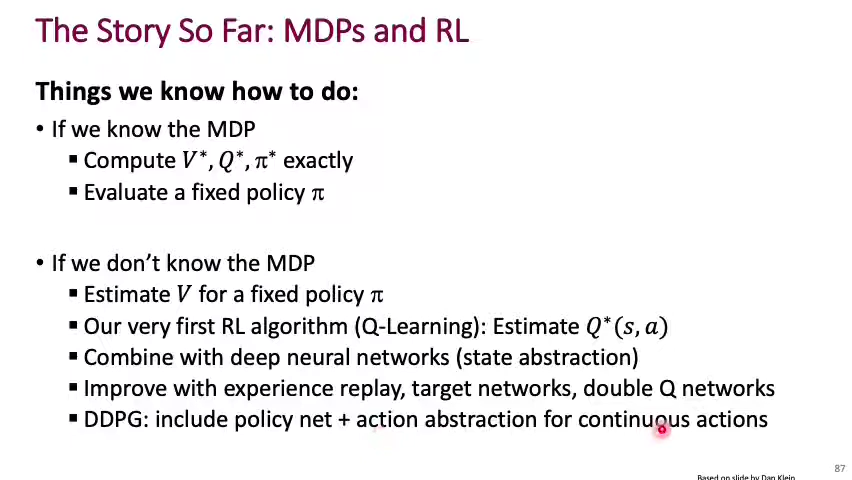 The Story So Far: MDPs and RL
Things we know how to do:
• If we know the MDP
▪ Compute V*, Q*, π* exactly
▪ Evaluate a fixed policy π
• If we don't know the MDP
▪ Estimate V for a fixed policy π
▪ Our very first RL algorithm (Q-Learning): Estimate Q*(s, a)
▪ Combine with deep neural networks (state abstraction)
▪ Improve with experience replay, target networks, double Q networks
▪ DDPG: include policy net + action abstraction for continuous actions
87
Based on slide by Dan Klein